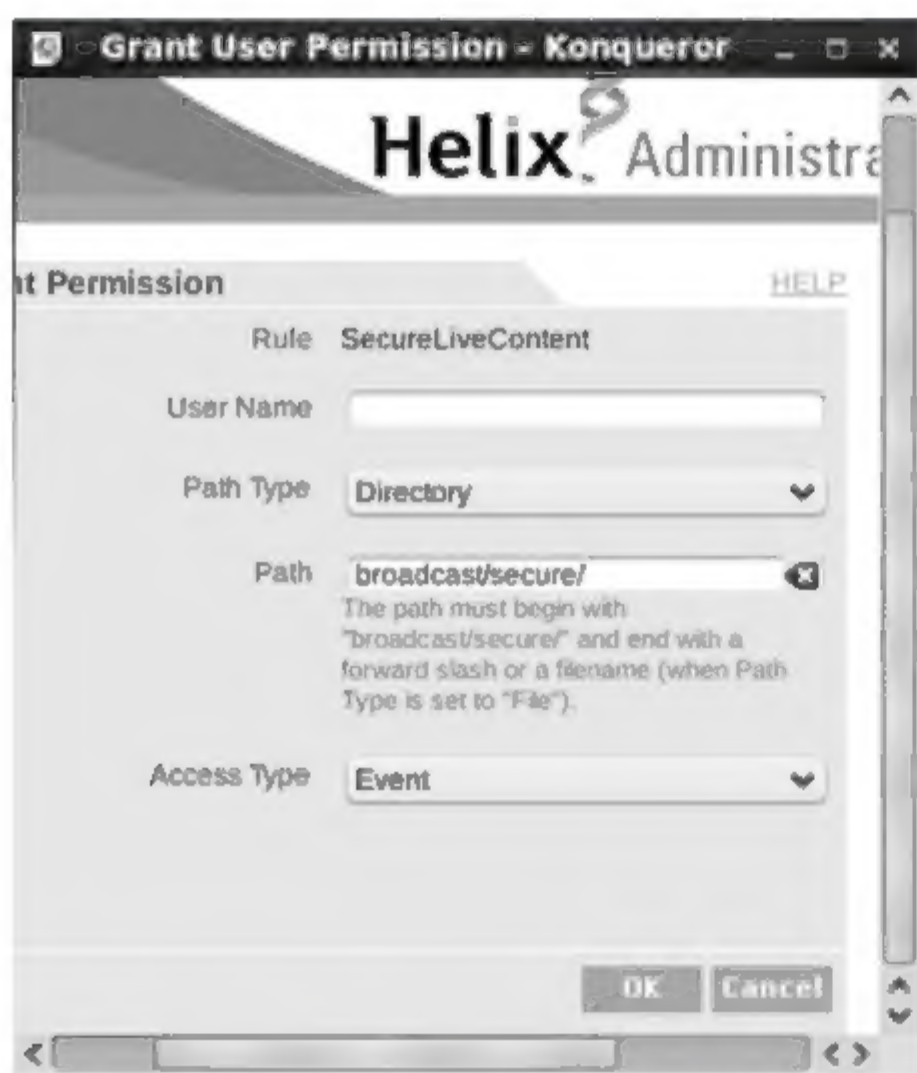 Grant User Permission - Konqueror
Helix Administra
nt Permission
HELP
Rule SecureLiveContent
User Name
Path Type Directory
Path broadcast/secure/
The path must begin with
"broadcast/secure/" and end with a
forward slash or a filename (when Path
Type is set to "File").
Access Type Event
OK Cancel